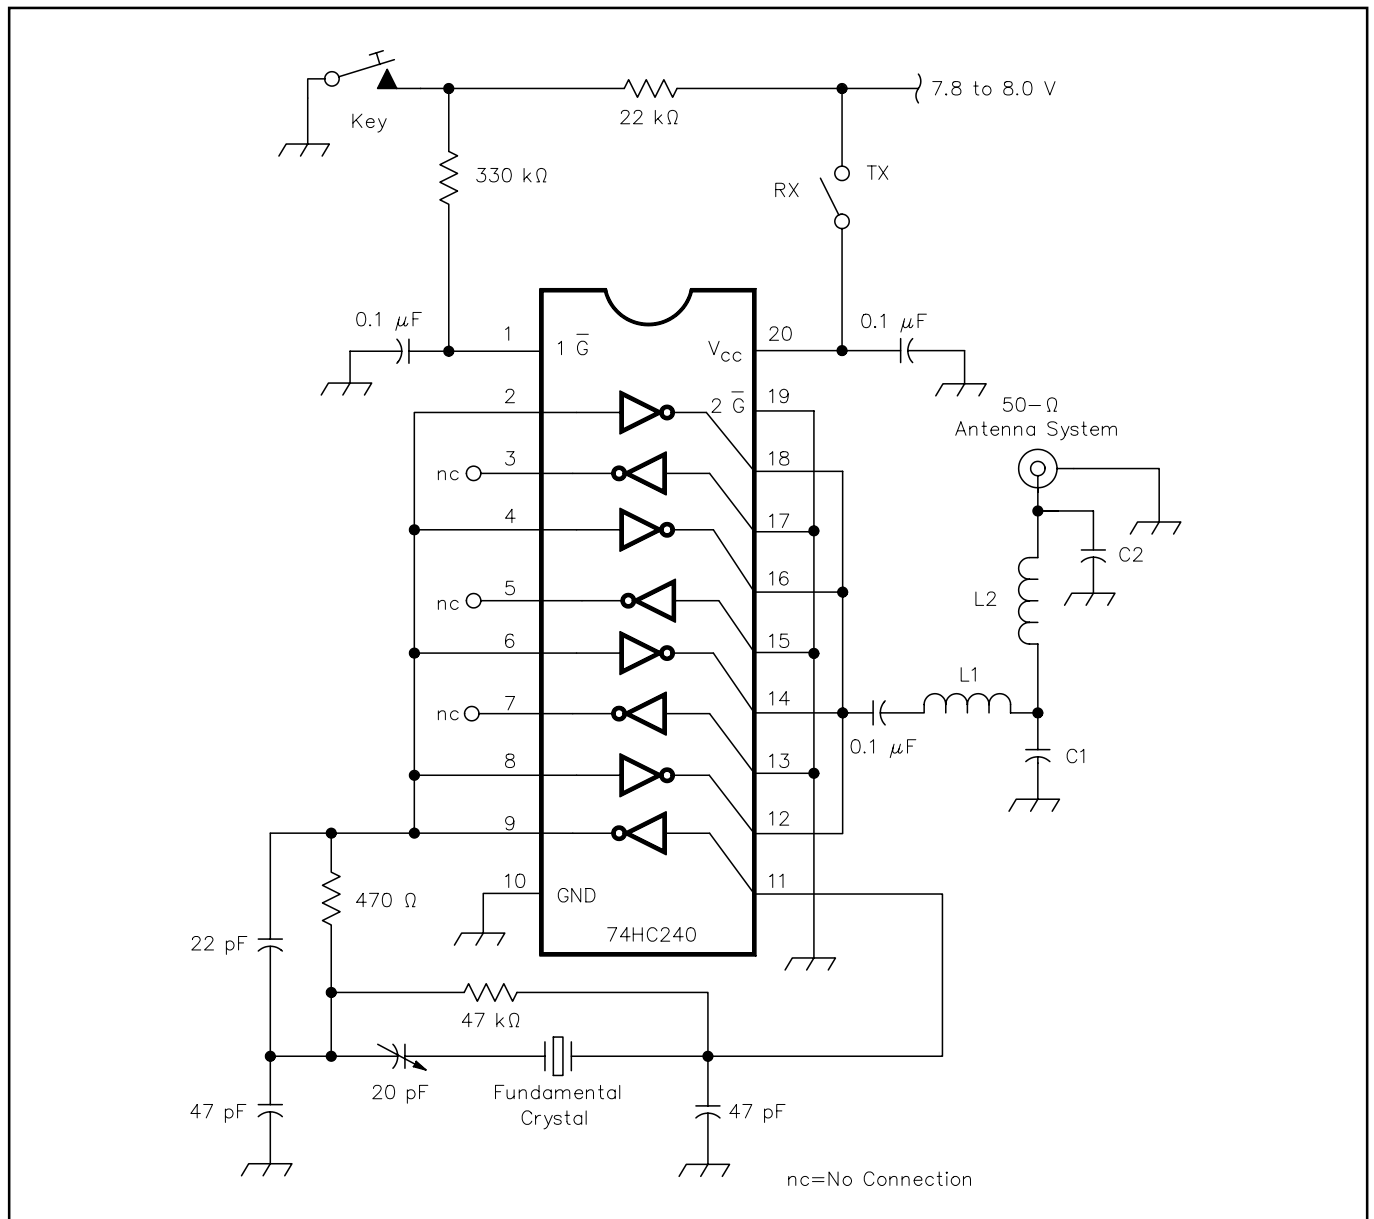 7.8 to 8.0 V
22 kΩ
Key
330 kΩ
RX
TX
0.1 μF
0.1 μF
1
20
1 G̅
V_CC
2
2 G̅
19
50-Ω
Antenna System
nc
3
18
4
17
C2
nc
5
16
L2
6
15
nc
7
14
L1
0.1 μF
C1
8
13
9
12
10
11
470 Ω
GND
22 pF
74HC240
47 kΩ
20 pF
Fundamental
Crystal
47 pF
47 pF
nc=No Connection